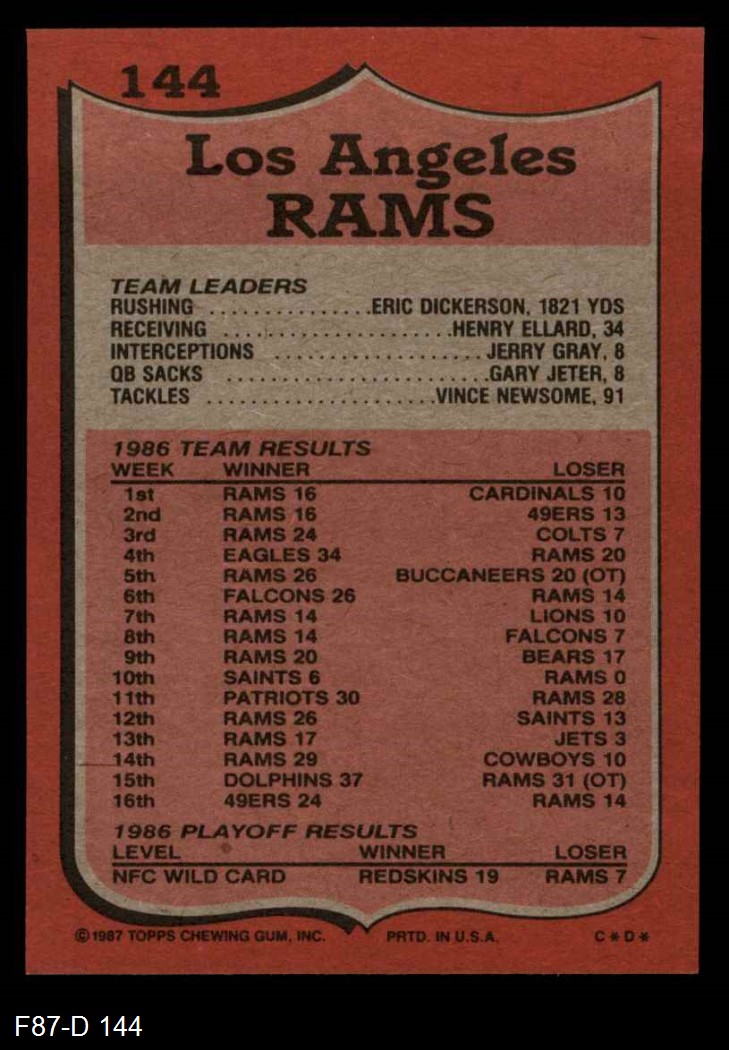 144
Los Angeles
RAMS
TEAM LEADERS
RUSHING ...............ERIC DICKERSON, 1821 YDS
RECEIVING .....................HENRY ELLARD, 34
INTERCEPTIONS ...................JERRY GRAY, 8
QB SACKS ........................GARY JETER, 8
TACKLES .....................VINCE NEWSOME, 91
1986 TEAM RESULTS
WEEK WINNER LOSER
1st RAMS 16 CARDINALS 10
2nd RAMS 16 49ERS 13
3rd RAMS 24 COLTS 7
4th EAGLES 34 RAMS 20
5th RAMS 26 BUCCANEERS 20 (OT)
6th FALCONS 26 RAMS 14
7th RAMS 14 LIONS 10
8th RAMS 14 FALCONS 7
9th RAMS 20 BEARS 17
10th SAINTS 6 RAMS 0
11th PATRIOTS 30 RAMS 28
12th RAMS 26 SAINTS 13
13th RAMS 17 JETS 3
14th RAMS 29 COWBOYS 10
15th DOLPHINS 37 RAMS 31 (OT)
16th 49ERS 24 RAMS 14
1986 PLAYOFF RESULTS
LEVEL WINNER LOSER
NFC WILD CARD REDSKINS 19 RAMS 7
© 1987 TOPPS CHEWING GUM, INC. PRTD. IN U.S.A. C * D *
F87-D 144